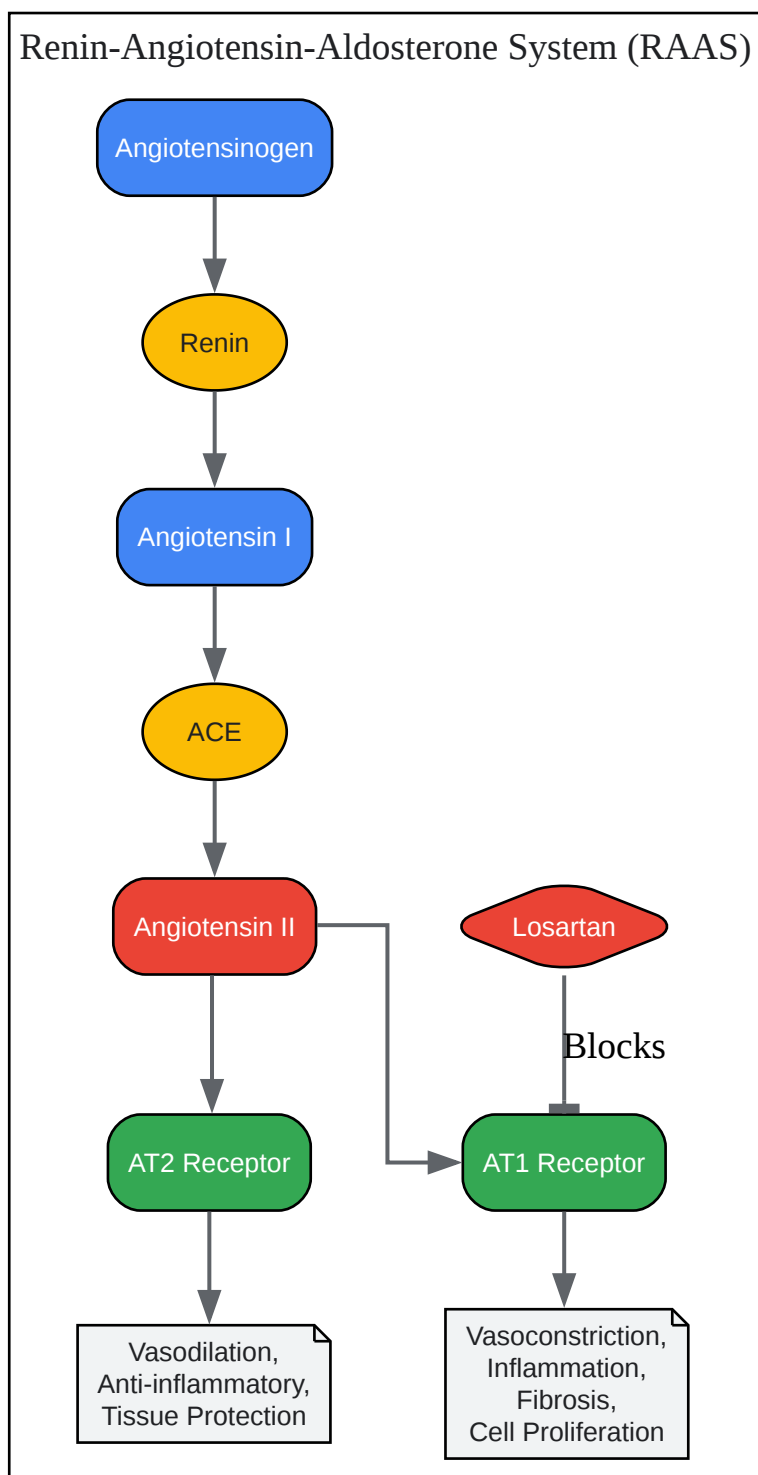 Renin-Angiotensin-Aldosterone System (RAAS)
Angiotensinogen
Renin
Angiotensin I
ACE
Angiotensin II
Losartan
Blocks
AT2 Receptor
AT1 Receptor
Vasodilation,
Anti-inflammatory,
Tissue Protection
Vasoconstriction,
Inflammation,
Fibrosis,
Cell Proliferation